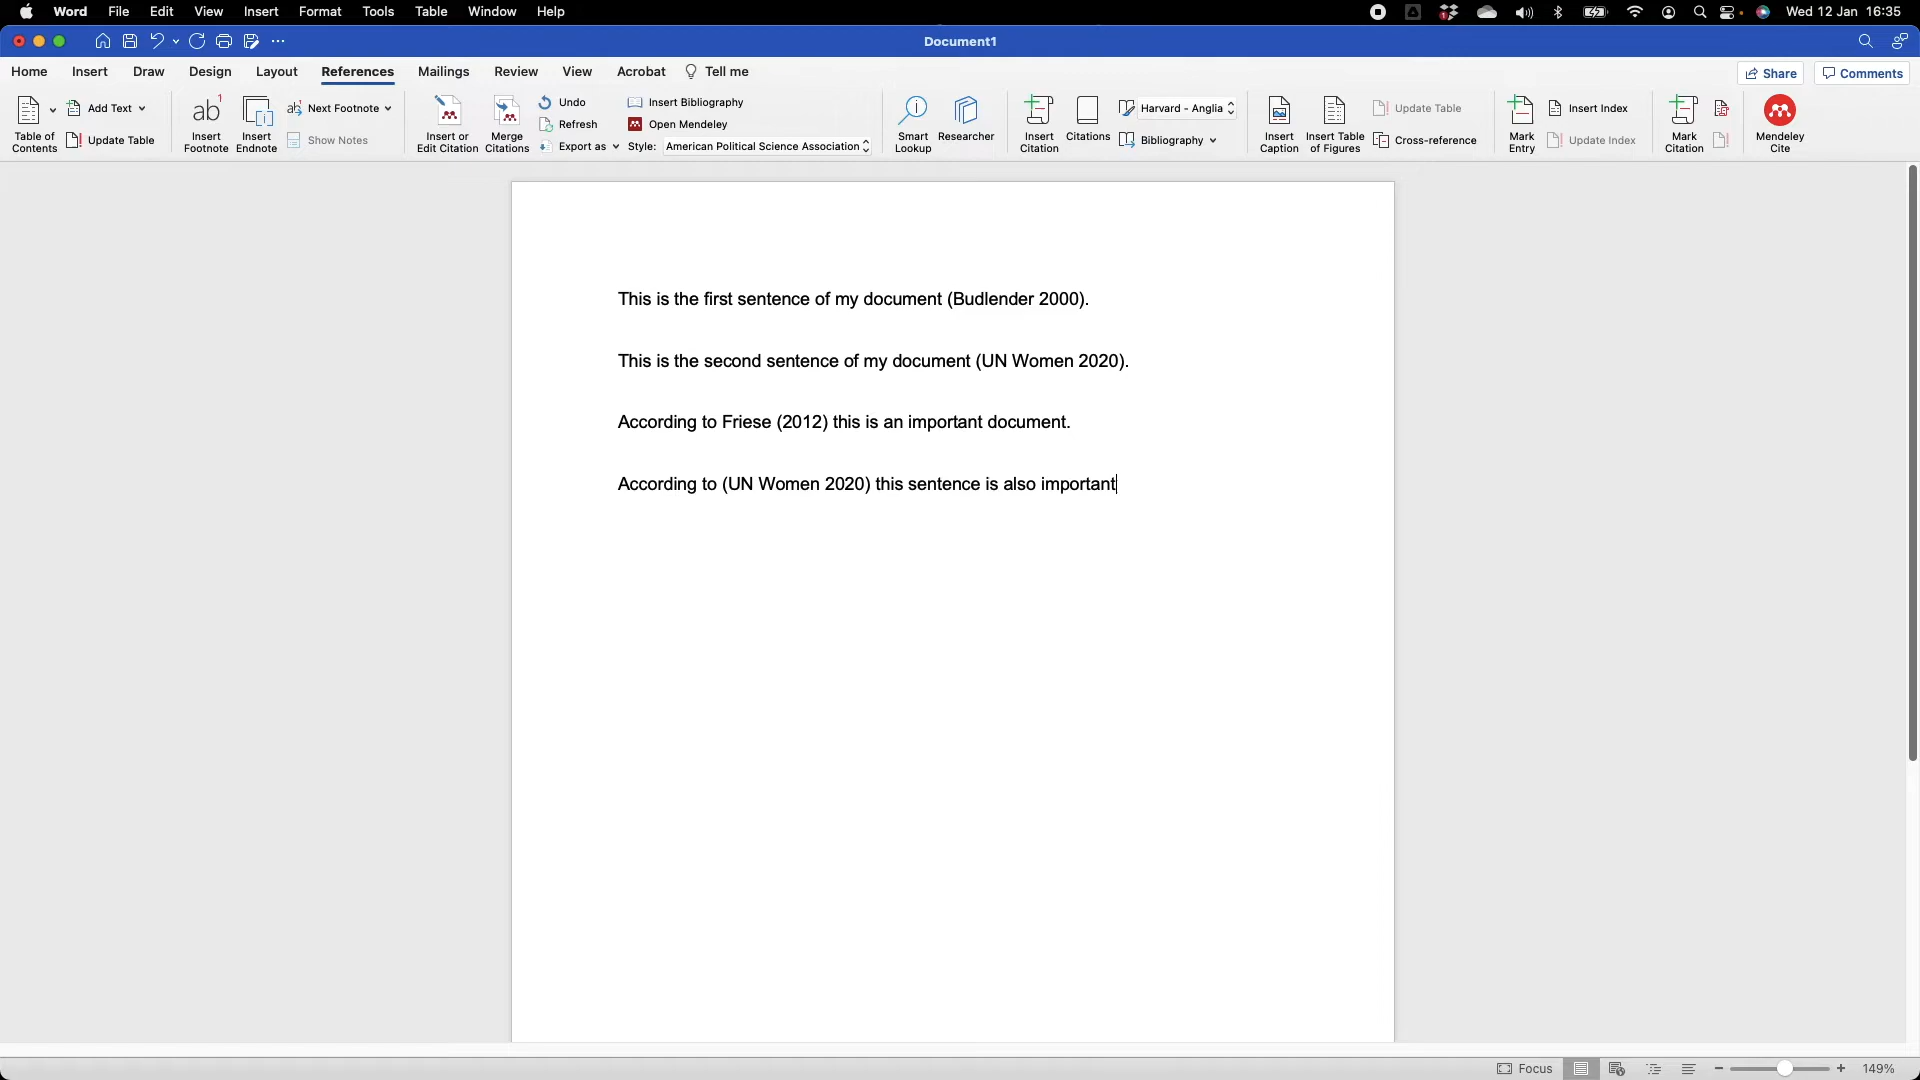 Word File Edit View Insert Format Tools Table Window Help Wed 12 Jan 16:35
Document1
Home Insert Draw Design Layout References Mailings Review View Acrobat Tell me Share Comments
Table of Contents
Add Text
Update Table
ab 1
Insert Footnote
Insert Endnote
ab Next Footnote
Show Notes
Insert or Edit Citation
Merge Citations
Undo
Refresh
Export as
Insert Bibliography
Open Mendeley
Style: American Political Science Association
Smart Lookup
Researcher
Insert Citation
Citations
Harvard - Anglia
Bibliography
Insert Caption
Insert Table of Figures
Update Table
Cross-reference
Mark Entry
Insert Index
Update Index
Mark Citation
Mendeley Cite
This is the first sentence of my document (Budlender 2000).
This is the second sentence of my document (UN Women 2020).
According to Friese (2012) this is an important document.
According to (UN Women 2020) this sentence is also important
Focus 149%